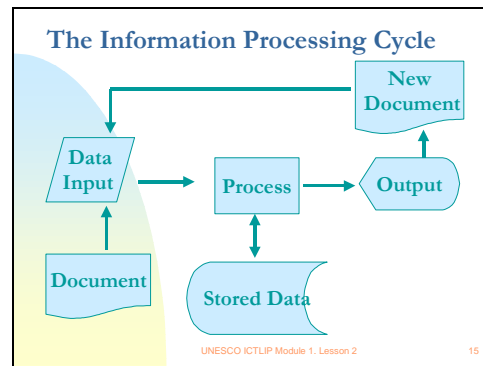 The Information Processing Cycle
New
Document
Data
Input
Process
Output
Document
Stored Data
UNESCO ICTLIP Module 1. Lesson 2
15